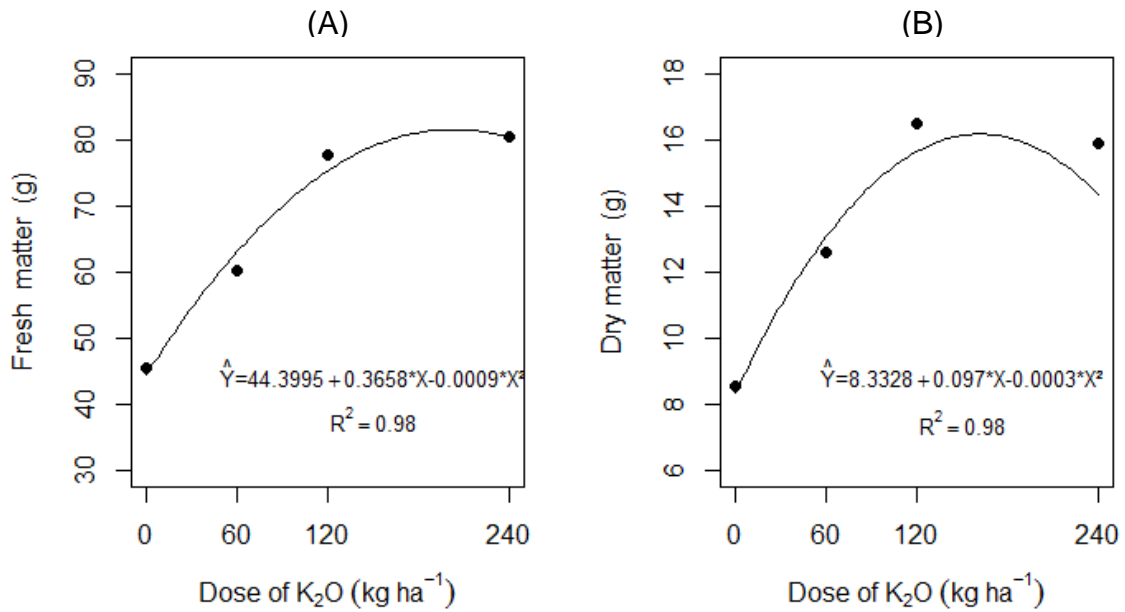 (A)
90
80
70
60
50
40
30
Fresh matter (g)
Ŷ=44.3995 + 0.3658*X-0.0009*X²
R² = 0.98
0 60 120 240
Dose of K₂O (kg ha⁻¹)
(B)
18
16
14
12
10
8
6
Dry matter (g)
Ŷ=8.3328 + 0.097*X-0.0003*X²
R² = 0.98
0 60 120 240
Dose of K₂O (kg ha⁻¹)